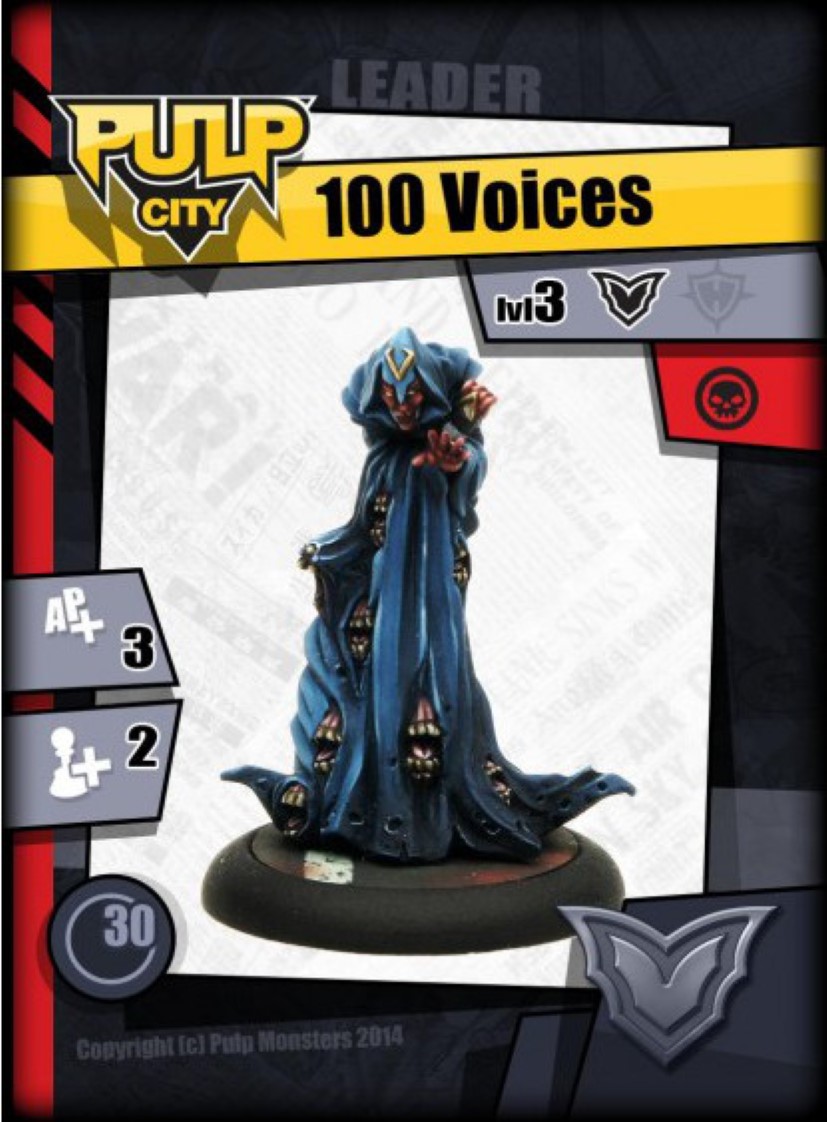 LEADER
PULP
CITY
100 Voices
lvl3
AP+
3
2
30
Copyright (c) Pulp Monsters 2014